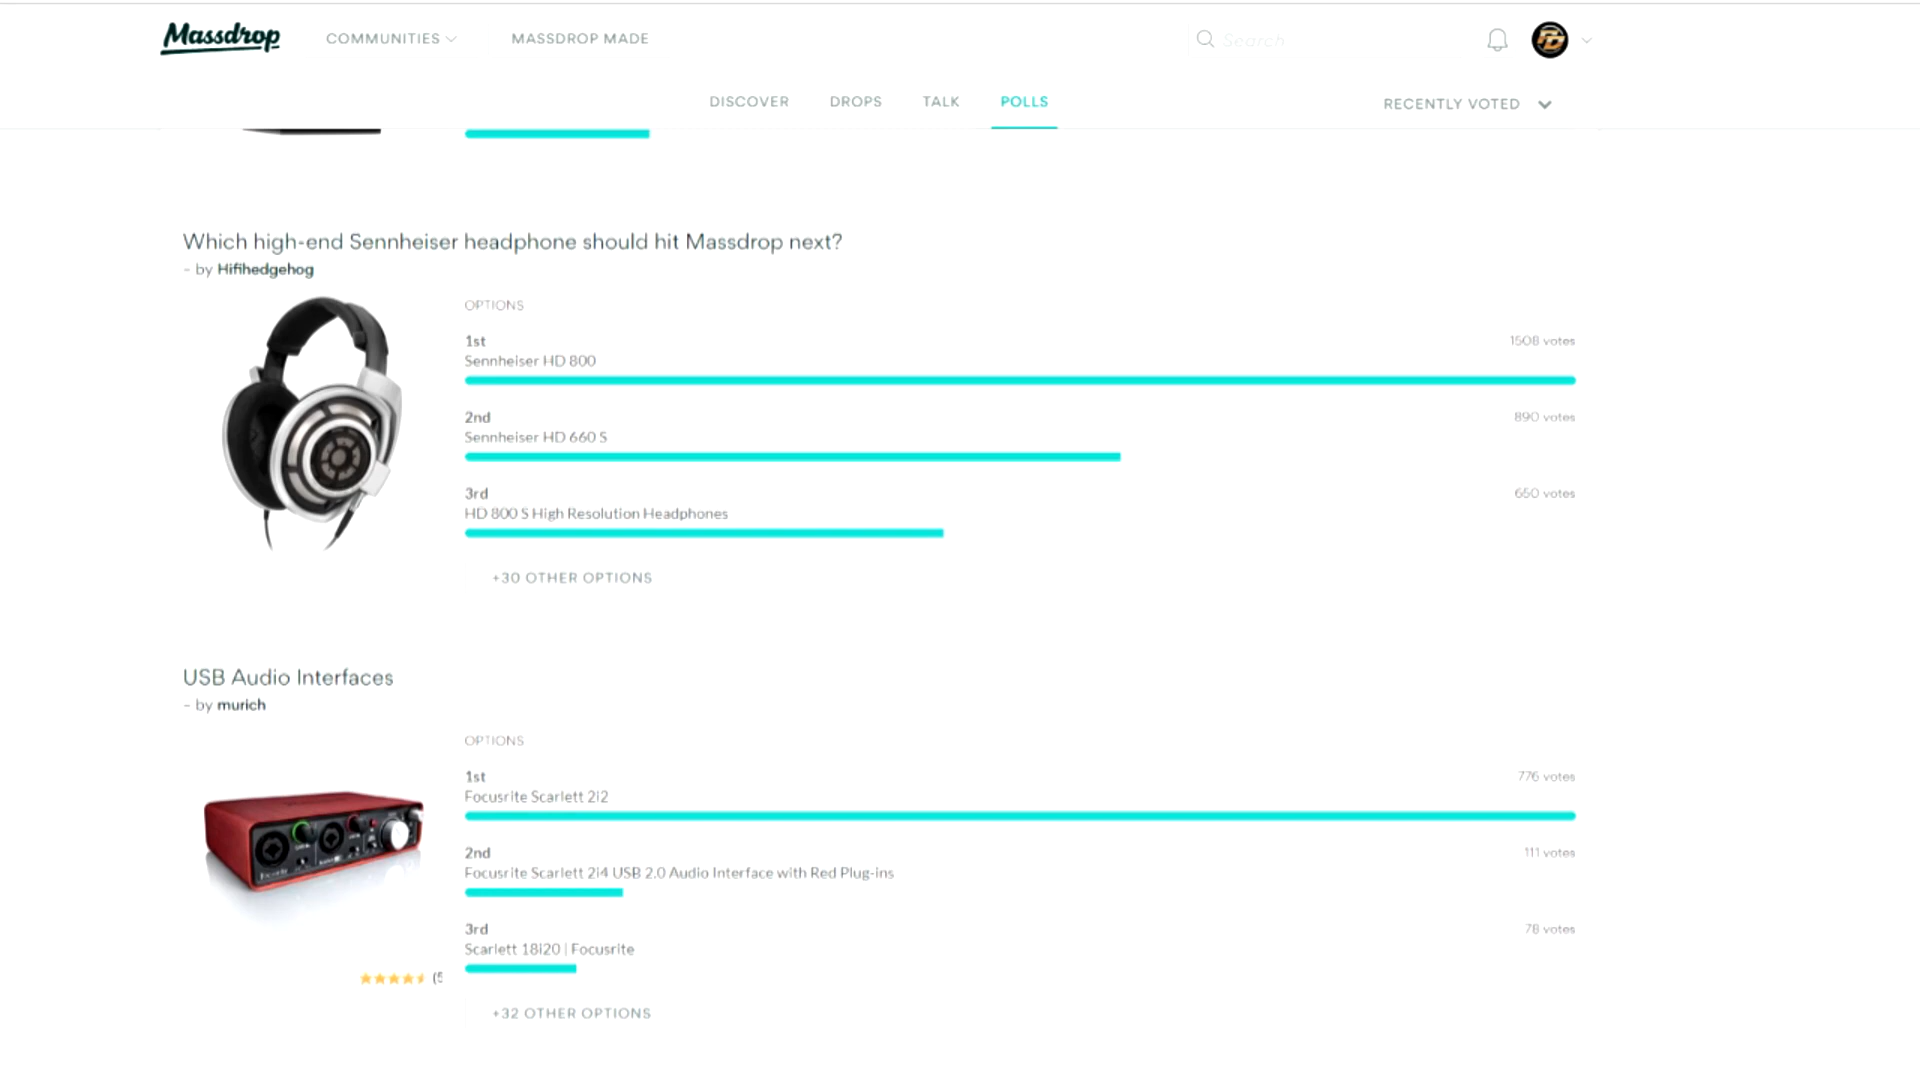 Massdrop
COMMUNITIES
MASSDROP MADE
Search
DISCOVER
DROPS
TALK
POLLS
RECENTLY VOTED
Which high-end Sennheiser headphone should hit Massdrop next?
- by Hifihedgehog
OPTIONS
1st
1508 votes
Sennheiser HD 800
2nd
890 votes
Sennheiser HD 660 S
3rd
650 votes
HD 800 S High Resolution Headphones
+30 OTHER OPTIONS
USB Audio Interfaces
- by murich
OPTIONS
1st
776 votes
Focusrite Scarlett 2i2
2nd
111 votes
Focusrite Scarlett 2i4 USB 2.0 Audio Interface with Red Plug-ins
3rd
78 votes
Scarlett 18i20 | Focusrite
(5
+32 OTHER OPTIONS